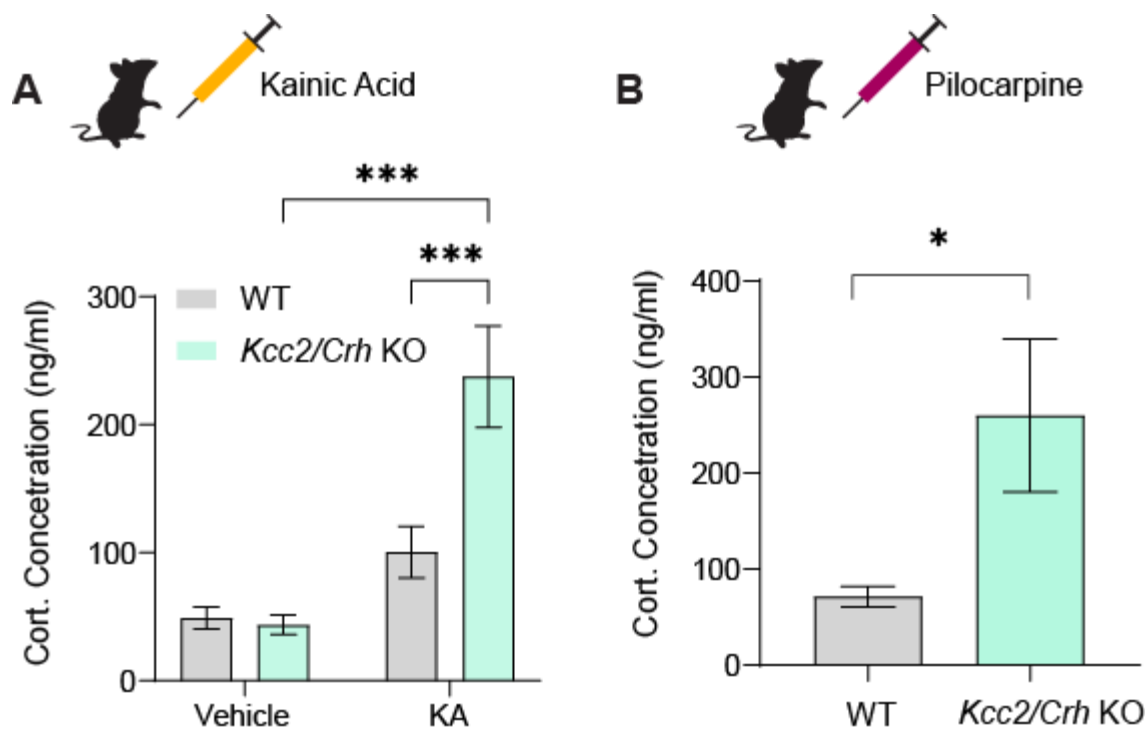 A
Kainic Acid
***
***
Cort. Concetration (ng/ml)
300
200
100
0
WT
Kcc2/Crh KO
Vehicle
KA
B
Pilocarpine
*
Cort. Concetration (ng/ml)
400
300
200
100
0
WT
Kcc2/Crh KO